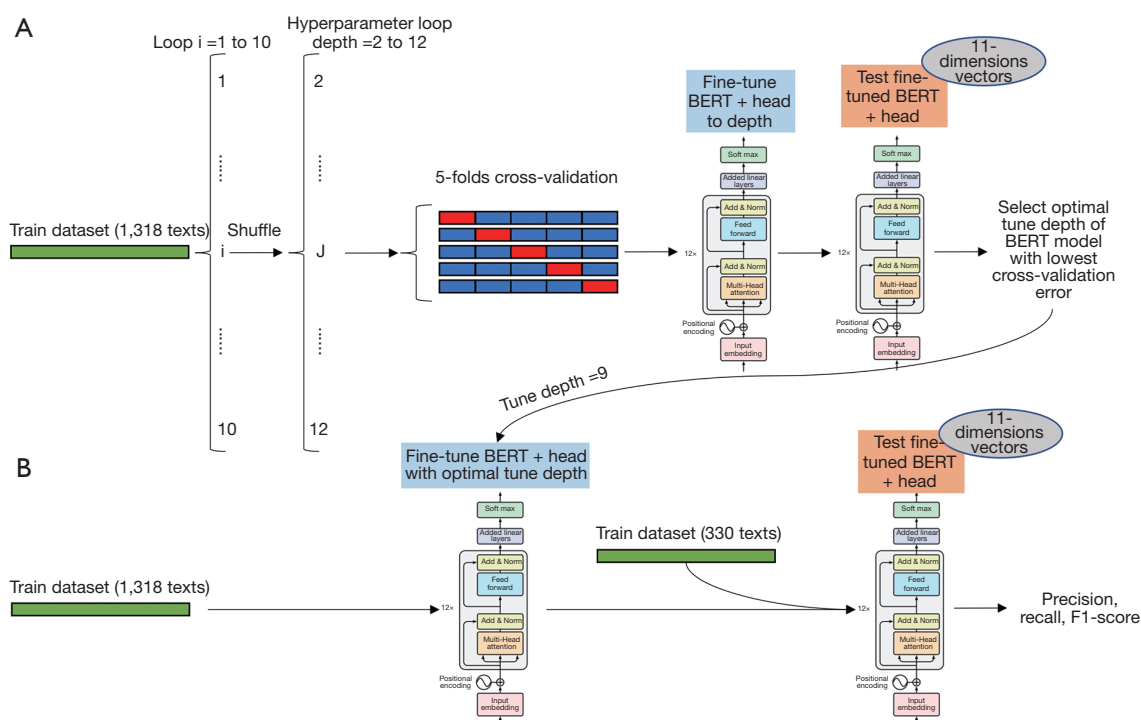 A
Loop i =1 to 10
1
......
i
......
10
Hyperparameter loop
depth =2 to 12
2
......
J
......
12
Train dataset (1,318 texts)
Shuffle
5-folds cross-validation
Fine-tune
BERT + head
to depth
Soft max
Added linear
layers
Add & Norm
Feed
forward
12×
Add & Norm
Multi-Head
attention
Positional
encoding
Input
embedding
11-
dimensions
vectors
Test fine-
tuned BERT
+ head
Soft max
Added linear
layers
Add & Norm
Feed
forward
12×
Add & Norm
Multi-Head
attention
Positional
encoding
Input
embedding
Select optimal
tune depth of
BERT model
with lowest
cross-validation
error
Tune depth =9
B
Train dataset (1,318 texts)
Fine-tune BERT + head
with optimal tune depth
Soft max
Added linear
layers
Add & Norm
Feed
forward
12×
Add & Norm
Multi-Head
attention
Positional
encoding
Input
embedding
Train dataset (330 texts)
11-
dimensions
vectors
Test fine-
tuned BERT
+ head
Soft max
Added linear
layers
Add & Norm
Feed
forward
12×
Add & Norm
Multi-Head
attention
Positional
encoding
Input
embedding
Precision,
recall, F1-score